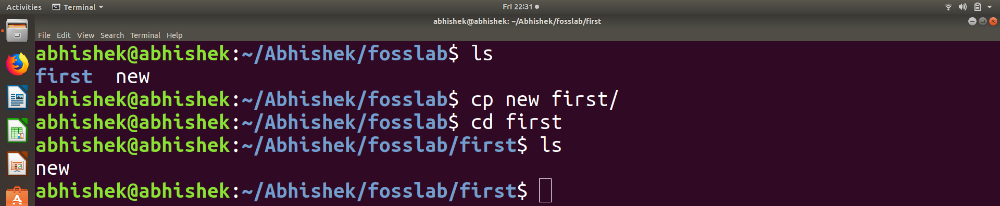 Activities Terminal Fri 22:31
abhishek@abhishek: ~/Abhishek/fosslab/first
File Edit View Search Terminal Help
abhishek@abhishek:~/Abhishek/fosslab$ ls
first  new
abhishek@abhishek:~/Abhishek/fosslab$ cp new first/
abhishek@abhishek:~/Abhishek/fosslab$ cd first
abhishek@abhishek:~/Abhishek/fosslab/first$ ls
new
abhishek@abhishek:~/Abhishek/fosslab/first$